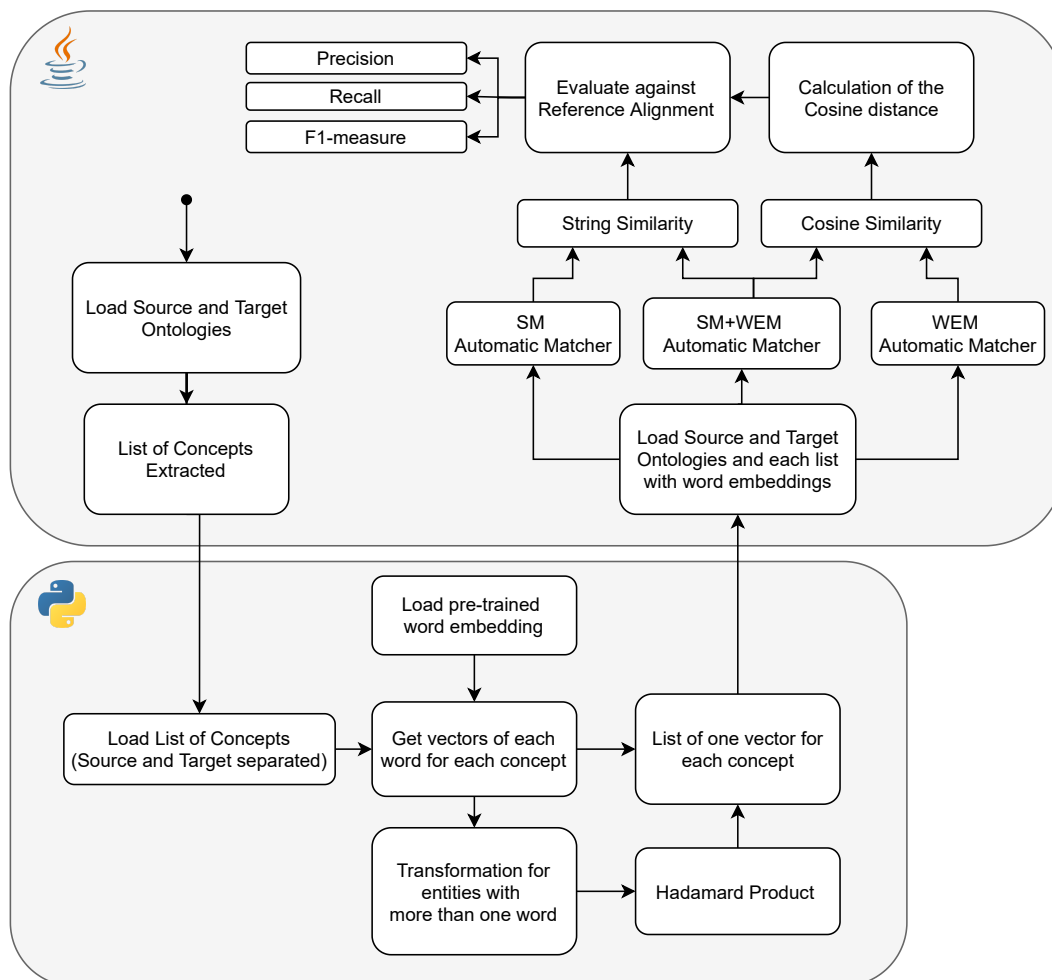 Precision
Recall
F1-measure
Evaluate against
Reference Alignment
Calculation of the
Cosine distance
String Similarity
Cosine Similarity
Load Source and Target
Ontologies
SM
Automatic Matcher
SM+WEM
Automatic Matcher
WEM
Automatic Matcher
List of Concepts
Extracted
Load Source and Target
Ontologies and each list
with word embeddings
Load pre-trained
word embedding
Load List of Concepts
(Source and Target separated)
Get vectors of each
word for each concept
List of one vector for
each concept
Transformation for
entities with
more than one word
Hadamard Product